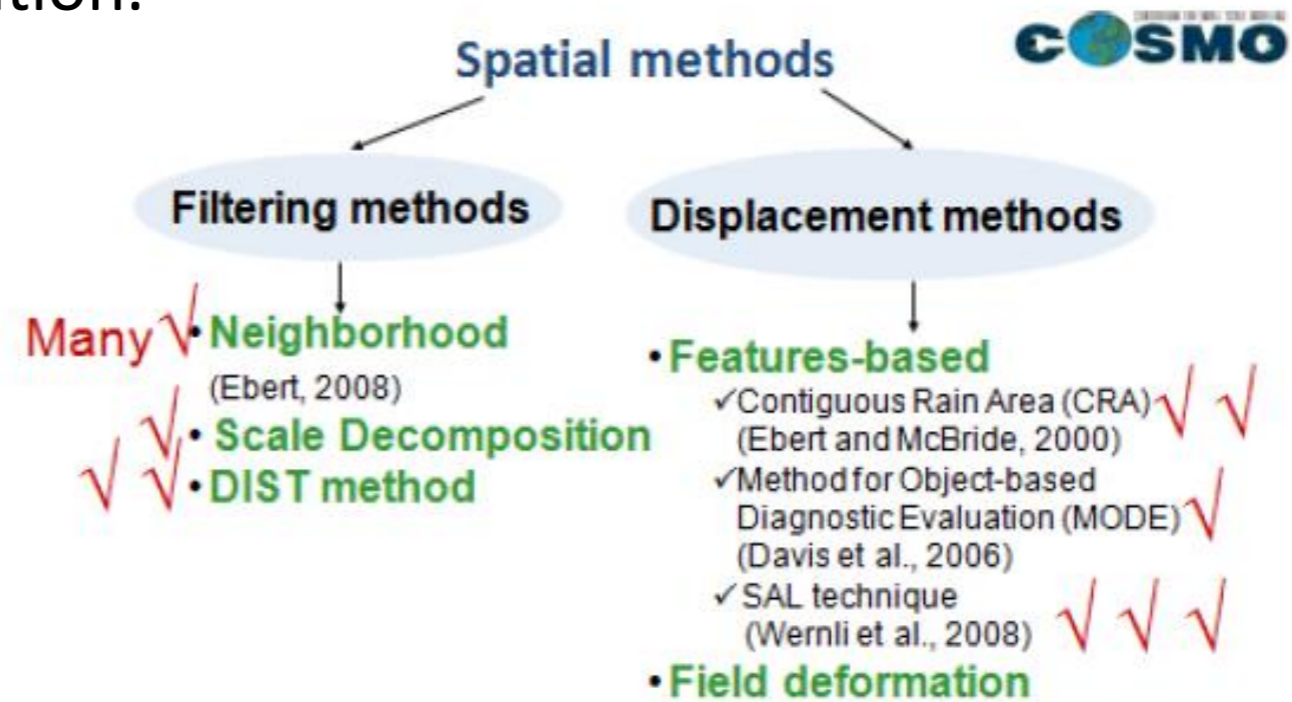 Spatial methods
COSMO
Filtering methods
Displacement methods
Many √ • Neighborhood
(Ebert, 2008)
√ • Scale Decomposition
√ √ • DIST method
• Features-based
✓Contiguous Rain Area (CRA) √ √
(Ebert and McBride, 2000)
✓Method for Object-based
Diagnostic Evaluation (MODE) √
(Davis et al., 2006)
✓ SAL technique
(Wernli et al., 2008) √ √ √
• Field deformation